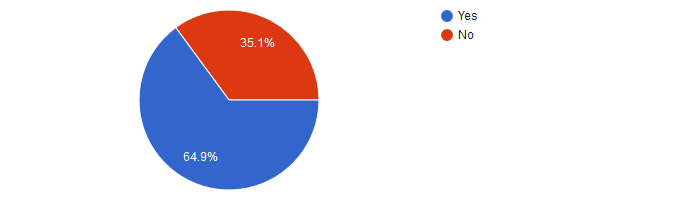 Yes
No
35.1%
64.9%